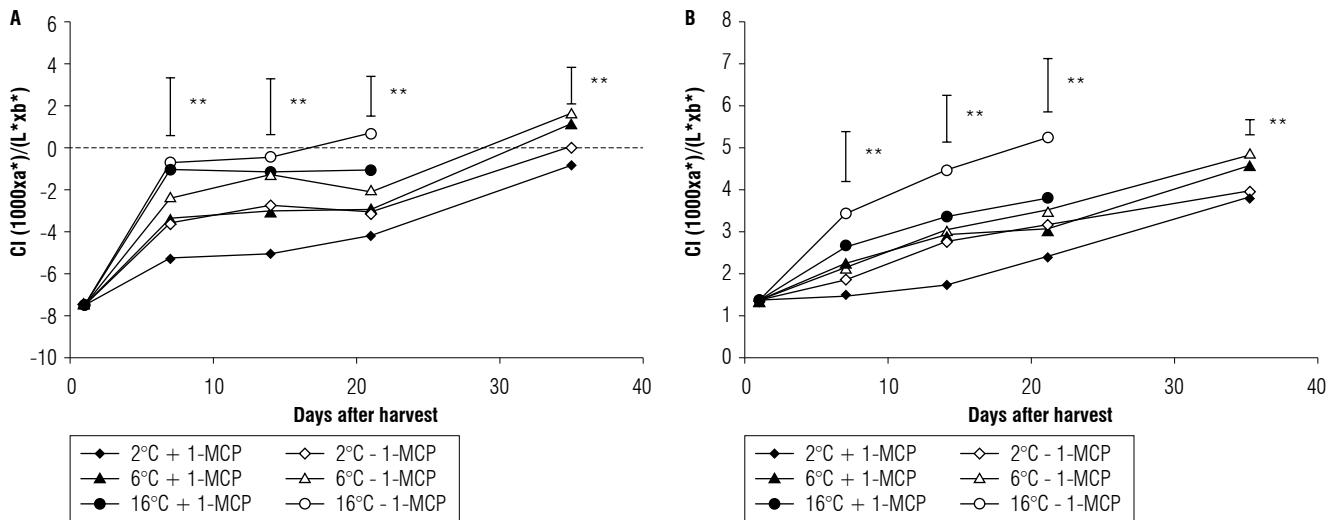 A
CI (1000xa*)/(L*xb*)
6
4
2
0
-2
-4
-6
-8
-10
**
**
**
**
0
10
20
30
40
Days after harvest
2°C + 1-MCP
2°C - 1-MCP
6°C + 1-MCP
6°C - 1-MCP
16°C + 1-MCP
16°C - 1-MCP
B
CI (1000xa*)/(L*xb*)
8
7
6
5
4
3
2
1
0
**
**
**
**
0
10
20
30
40
Days after harvest
2°C + 1-MCP
2°C - 1-MCP
6°C + 1-MCP
6°C - 1-MCP
16°C + 1-MCP
16°C - 1-MCP